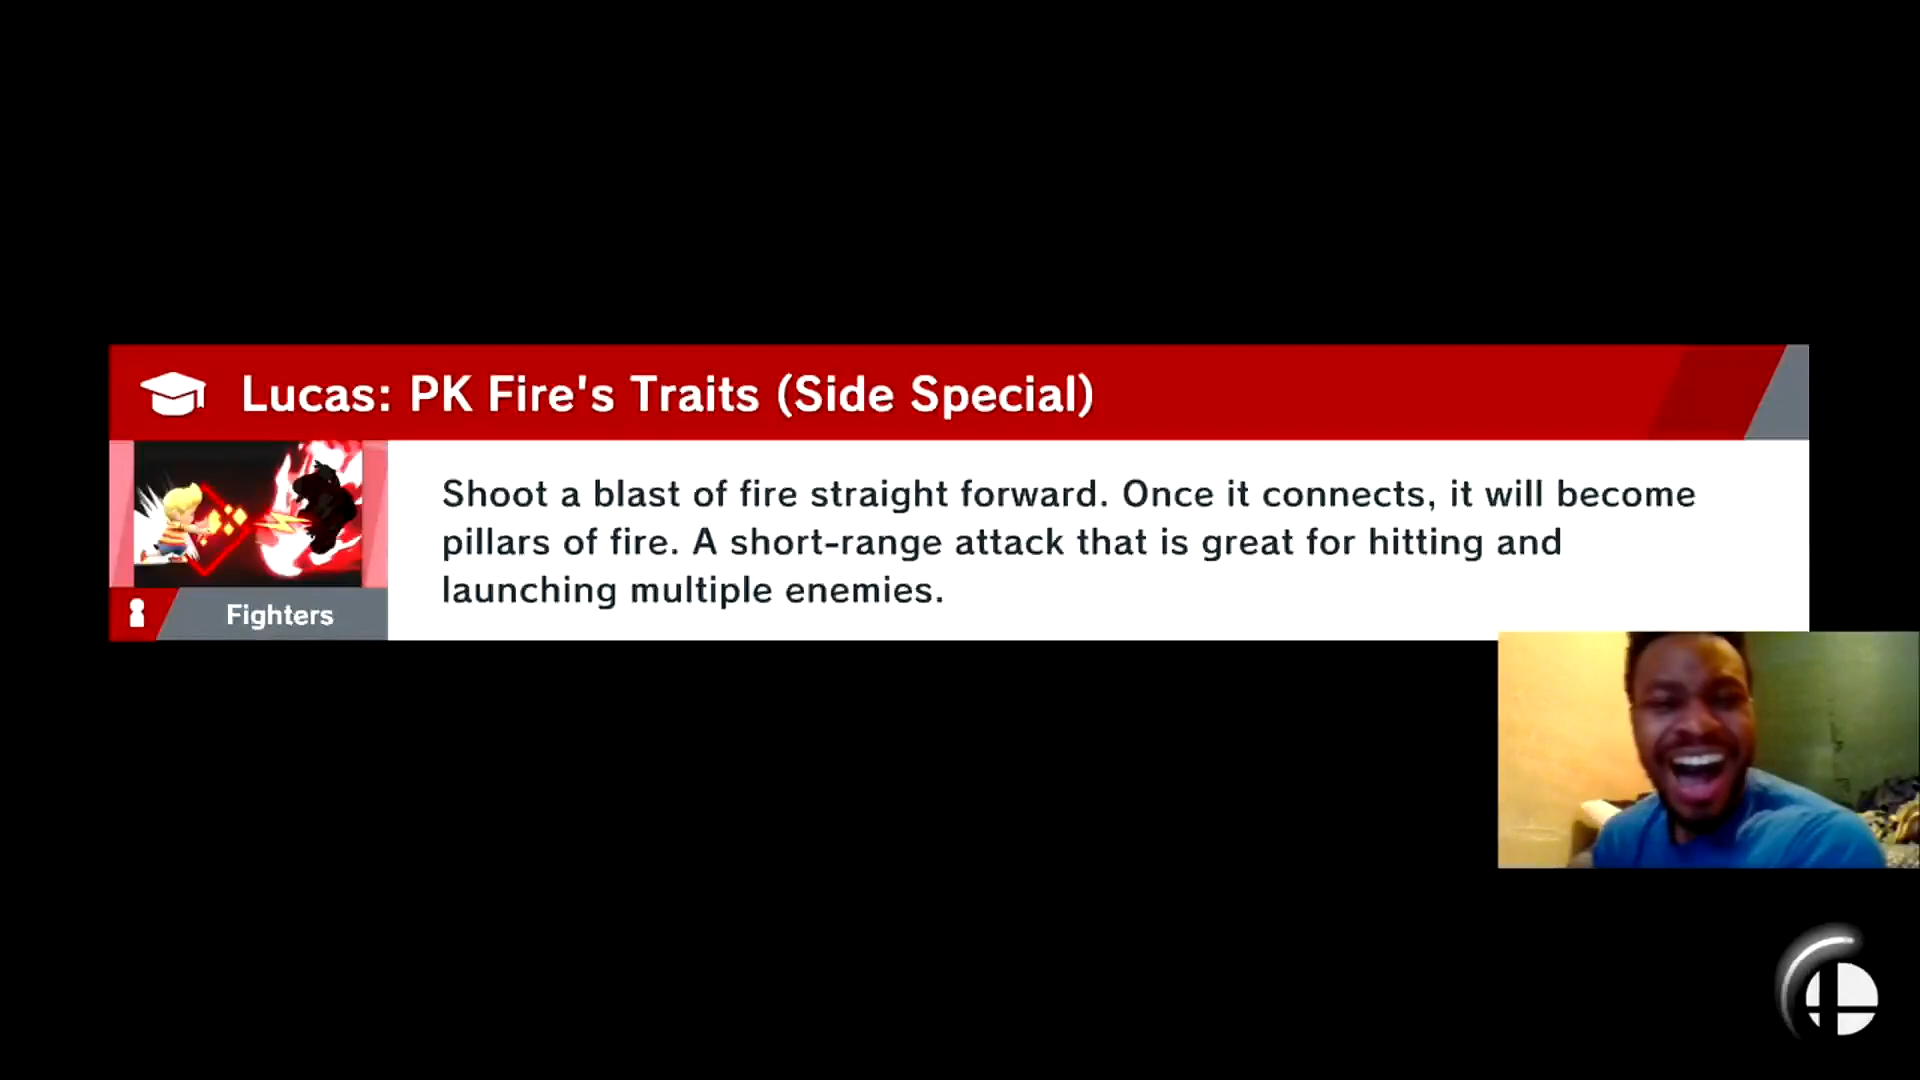 Lucas: PK Fire's Traits (Side Special)
Shoot a blast of fire straight forward. Once it connects, it will become
pillars of fire. A short-range attack that is great for hitting and
launching multiple enemies.
Fighters